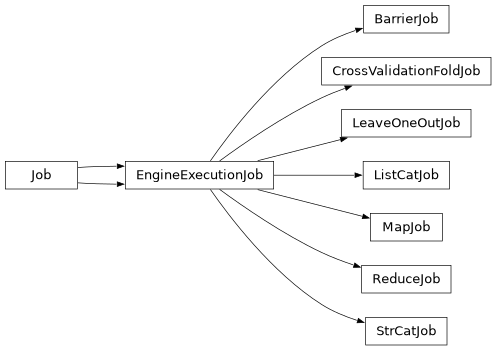 BarrierJob
CrossValidationFoldJob
LeaveOneOutJob
Job
EngineExecutionJob
ListCatJob
MapJob
ReduceJob
StrCatJob